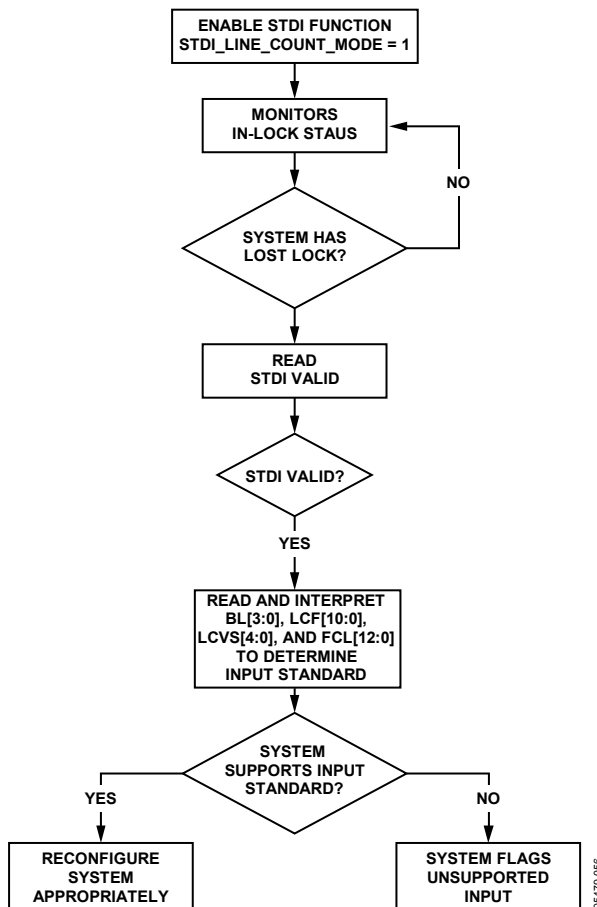 ENABLE STDI FUNCTION
STDI_LINE_COUNT_MODE = 1
MONITORS
IN-LOCK STAUS
NO
SYSTEM HAS
LOST LOCK?
READ
STDI VALID
STDI VALID?
YES
READ AND INTERPRET
BL[3:0], LCF[10:0],
LCVS[4:0], AND FCL[12:0]
TO DETERMINE
INPUT STANDARD
SYSTEM
SUPPORTS INPUT
STANDARD?
YES
NO
RECONFIGURE
SYSTEM
APPROPRIATELY
SYSTEM FLAGS
UNSUPPORTED
INPUT